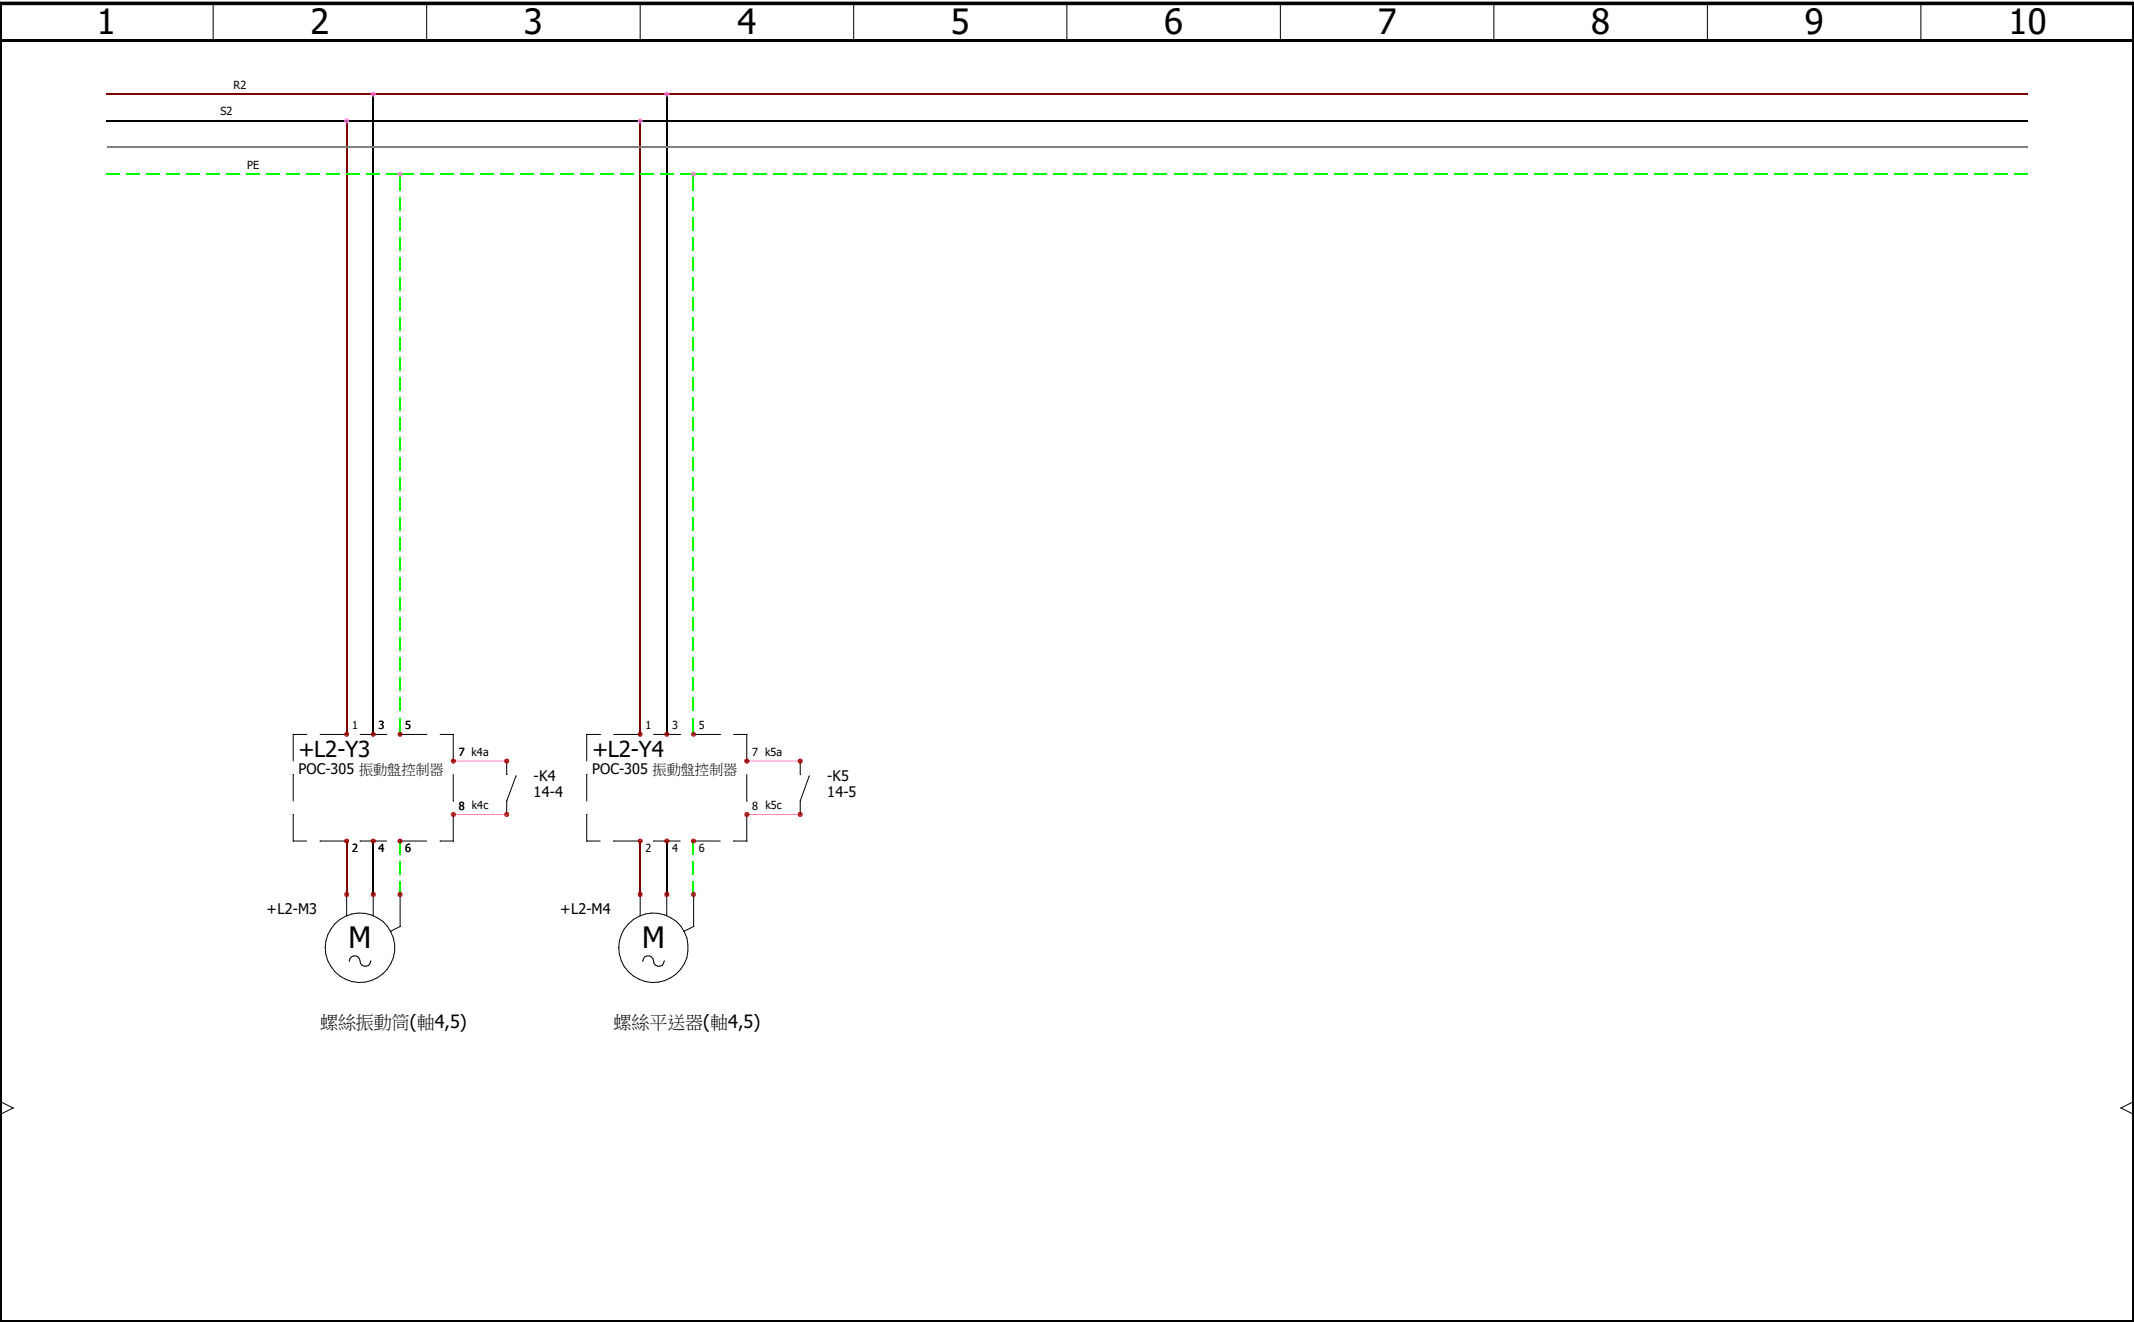 1 2 3 4 5 6 7 8 9 10
R2
S2
PE
1 3 5
+L2-Y3
POC-305 振動盤控制器
7 k4a
-K4
14-4
8 k4c
2 4 6
+L2-M3
M
螺絲振動筒(軸4,5)
1 3 5
+L2-Y4
POC-305 振動盤控制器
7 k5a
-K5
14-5
8 k5c
2 4 6
+L2-M4
M
螺絲平送器(軸4,5)